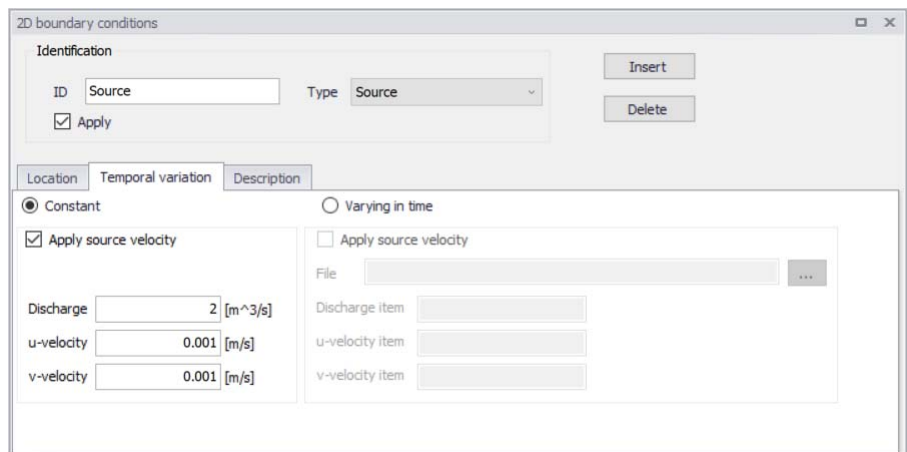 2D boundary conditions
Identification
ID Source Type Source
Apply
Insert
Delete
Location Temporal variation Description
Constant Varying in time
Apply source velocity Apply source velocity
File ...
Discharge 2 [m^3/s] Discharge item
u-velocity 0.001 [m/s] u-velocity item
v-velocity 0.001 [m/s] v-velocity item